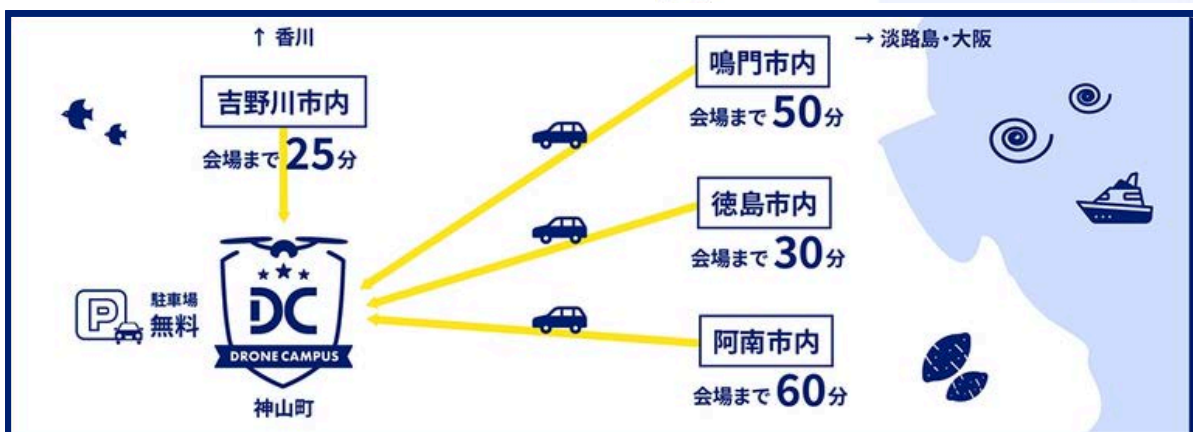 ↑ 香川
吉野川市内
会場まで 25分
鳴門市内
会場まで 50分
→ 淡路島・大阪
徳島市内
会場まで 30分
阿南市内
会場まで 60分
P
駐車場
無料
DC
DRONE CAMPUS
神山町